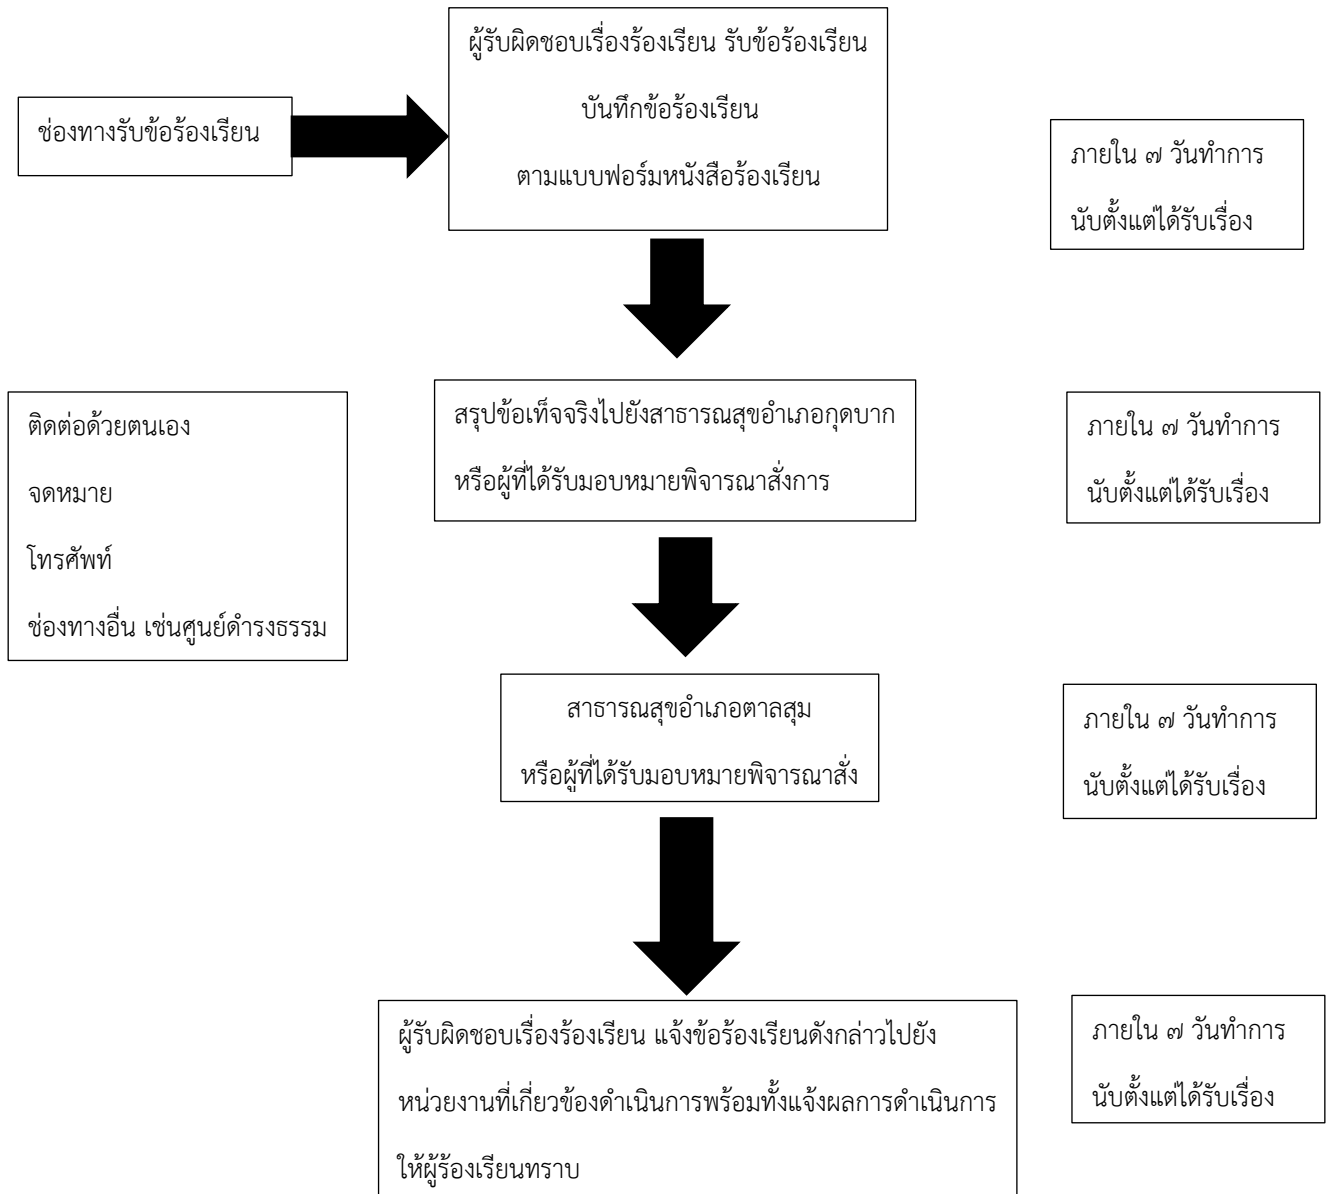 ช่องทางรับข้อร้องเรียน
ผู้รับผิดชอบเรื่องร้องเรียน รับข้อร้องเรียน
บันทึกข้อร้องเรียน
ตามแบบฟอร์มหนังสือร้องเรียน
ภายใน ๗ วันทำการ
นับตั้งแต่ได้รับเรื่อง
ติดต่อด้วยตนเอง
จดหมาย
โทรศัพท์
ช่องทางอื่น เช่นศูนย์ดำรงธรรม
สรุปข้อเท็จจริงไปยังสาธารณสุขอำเภอกุดบาก
หรือผู้ที่ได้รับมอบหมายพิจารณาสั่งการ
ภายใน ๗ วันทำการ
นับตั้งแต่ได้รับเรื่อง
สาธารณสุขอำเภอตาลสุม
หรือผู้ที่ได้รับมอบหมายพิจารณาสั่ง
ภายใน ๗ วันทำการ
นับตั้งแต่ได้รับเรื่อง
ผู้รับผิดชอบเรื่องร้องเรียน แจ้งข้อร้องเรียนดังกล่าวไปยัง
หน่วยงานที่เกี่ยวข้องดำเนินการพร้อมทั้งแจ้งผลการดำเนินการ
ให้ผู้ร้องเรียนทราบ
ภายใน ๗ วันทำการ
นับตั้งแต่ได้รับเรื่อง